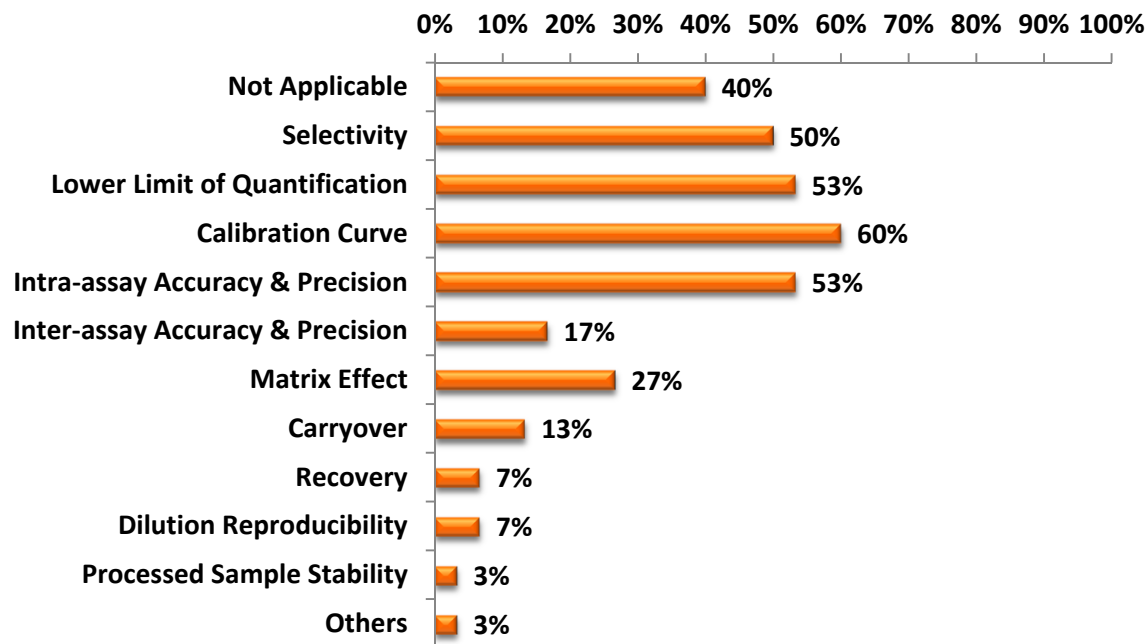 0% 10% 20% 30% 40% 50% 60% 70% 80% 90% 100%
Not Applicable 40%
Selectivity 50%
Lower Limit of Quantification 53%
Calibration Curve 60%
Intra-assay Accuracy & Precision 53%
Inter-assay Accuracy & Precision 17%
Matrix Effect 27%
Carryover 13%
Recovery 7%
Dilution Reproducibility 7%
Processed Sample Stability 3%
Others 3%